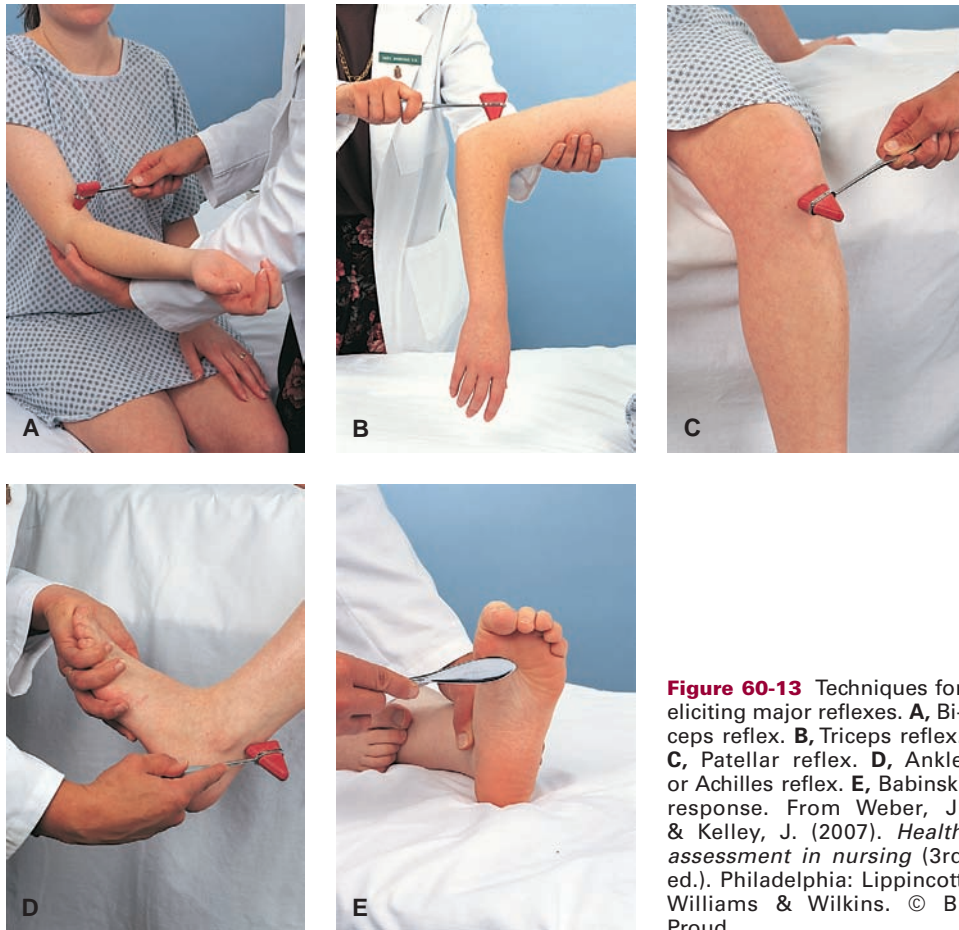 A
B
C
D
E
Figure 60-13 Techniques for
eliciting major reflexes. A, Bi-
ceps reflex. B, Triceps reflex.
C, Patellar reflex. D, Ankle
or Achilles reflex. E, Babinsk
response. From Weber, J.
& Kelley, J. (2007). Health
assessment in nursing (3rd
ed.). Philadelphia: Lippincott
Williams & Wilkins. © B.
Proud.